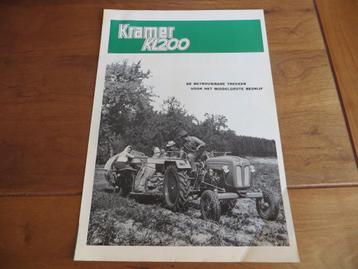 Kramer
KL200
DE BETROUWBARE TREKKER
VOOR HET MIDDELGROTE BEDRIJF